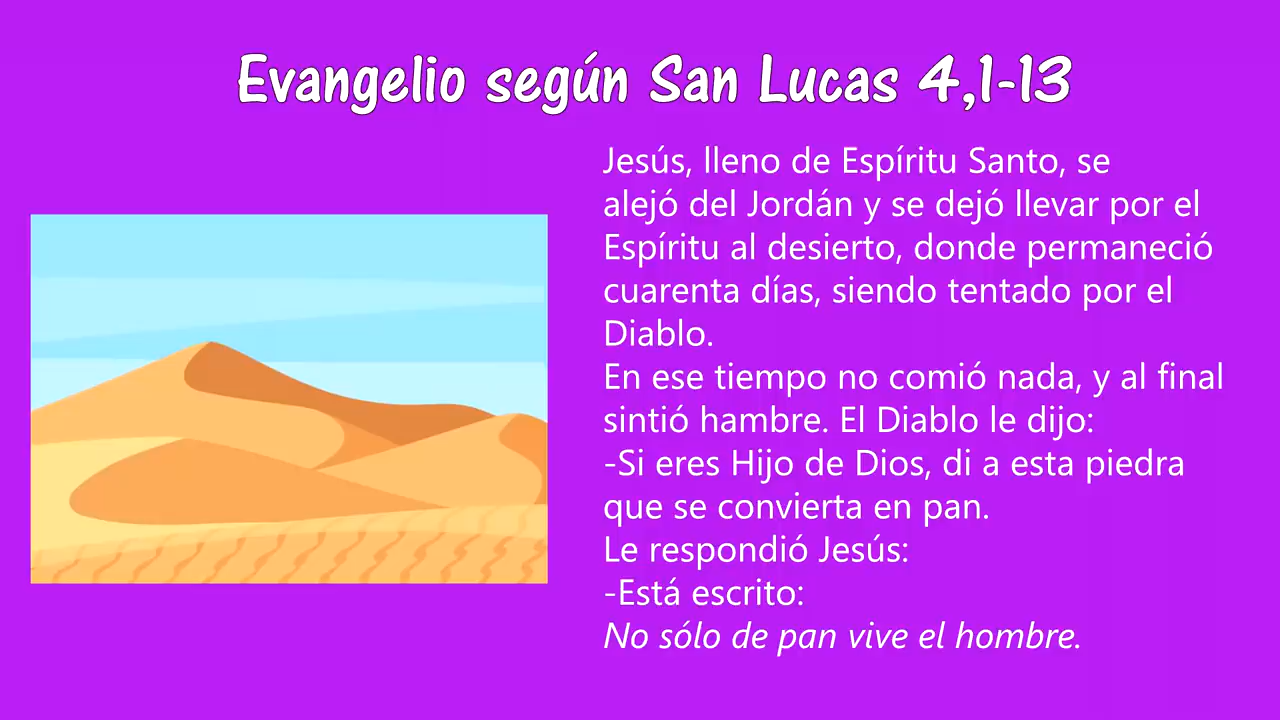 Evangelio según San Lucas 4,1-13
Jesús, lleno de Espíritu Santo, se
alejó del Jordán y se dejó llevar por el
Espíritu al desierto, donde permaneció
cuarenta días, siendo tentado por el
Diablo.
En ese tiempo no comió nada, y al final
sintió hambre. El Diablo le dijo:
-Si eres Hijo de Dios, di a esta piedra
que se convierta en pan.
Le respondió Jesús:
-Está escrito:
No sólo de pan vive el hombre.